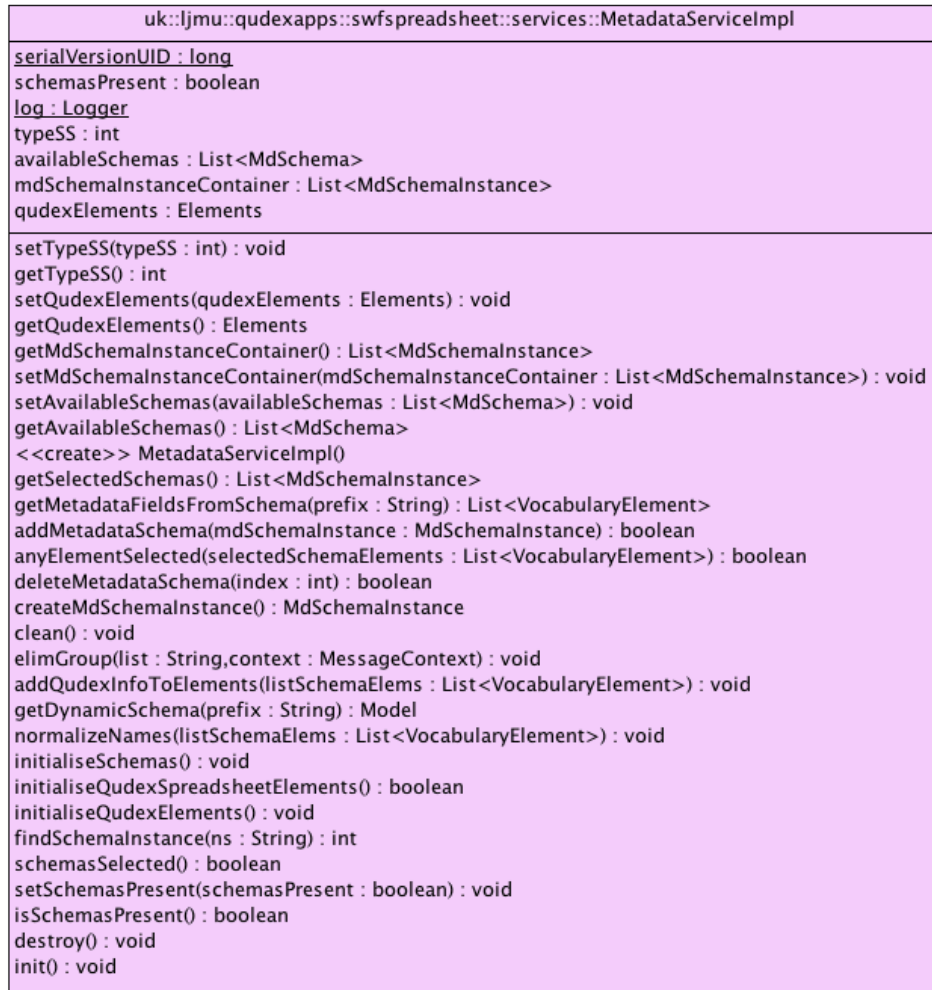 uk::ljmu::qudexapps::swfspreadsheet::services::MetadataServiceImpl
serialVersionUID : long
schemasPresent : boolean
log : Logger
typeSS : int
availableSchemas : List<MdSchema>
mdSchemaInstanceContainer : List<MdSchemaInstance>
qudexElements : Elements
setTypeSS(typeSS : int) : void
getTypeSS() : int
setQudexElements(qudexElements : Elements) : void
getQudexElements() : Elements
getMdSchemaInstanceContainer() : List<MdSchemaInstance>
setMdSchemaInstanceContainer(mdSchemaInstanceContainer : List<MdSchemaInstance>) : void
setAvailableSchemas(availableSchemas : List<MdSchema>) : void
getAvailableSchemas() : List<MdSchema>
<<create>> MetadataServiceImpl()
getSelectedSchemas() : List<MdSchemaInstance>
getMetadataFieldsFromSchema(prefix : String) : List<VocabularyElement>
addMetadataSchema(mdSchemaInstance : MdSchemaInstance) : boolean
anyElementSelected(selectedSchemaElements : List<VocabularyElement>) : boolean
deleteMetadataSchema(index : int) : boolean
createMdSchemaInstance() : MdSchemaInstance
clean() : void
elimGroup(list : String,context : MessageContext) : void
addQudexInfoToElements(listSchemaElems : List<VocabularyElement>) : void
getDynamicSchema(prefix : String) : Model
normalizeNames(listSchemaElems : List<VocabularyElement>) : void
initialiseSchemas() : void
initialiseQudexSpreadsheetElements() : boolean
initialiseQudexElements() : void
findSchemaInstance(ns : String) : int
schemasSelected() : boolean
setSchemasPresent(schemasPresent : boolean) : void
isSchemasPresent() : boolean
destroy() : void
init() : void